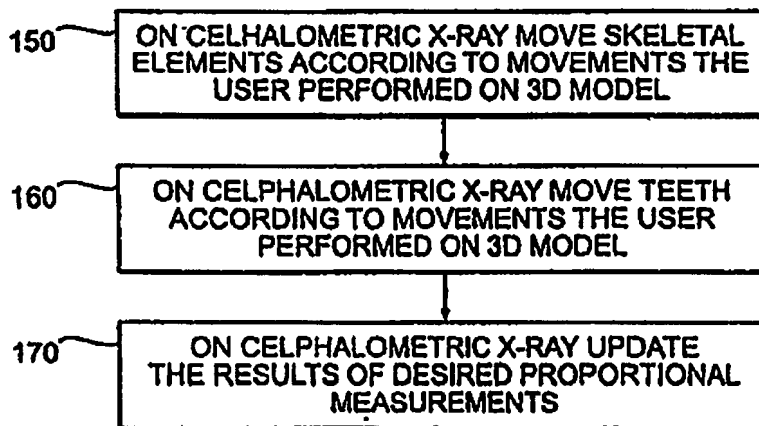 150
ON CELHALOMETRIC X-RAY MOVE SKELETAL
ELEMENTS ACCORDING TO MOVEMENTS THE
USER PERFORMED ON 3D MODEL
160
ON CELPHALOMETRIC X-RAY MOVE TEETH
ACCORDING TO MOVEMENTS THE USER
PERFORMED ON 3D MODEL
170
ON CELPHALOMETRIC X-RAY UPDATE
THE RESULTS OF DESIRED PROPORTIONAL
MEASUREMENTS